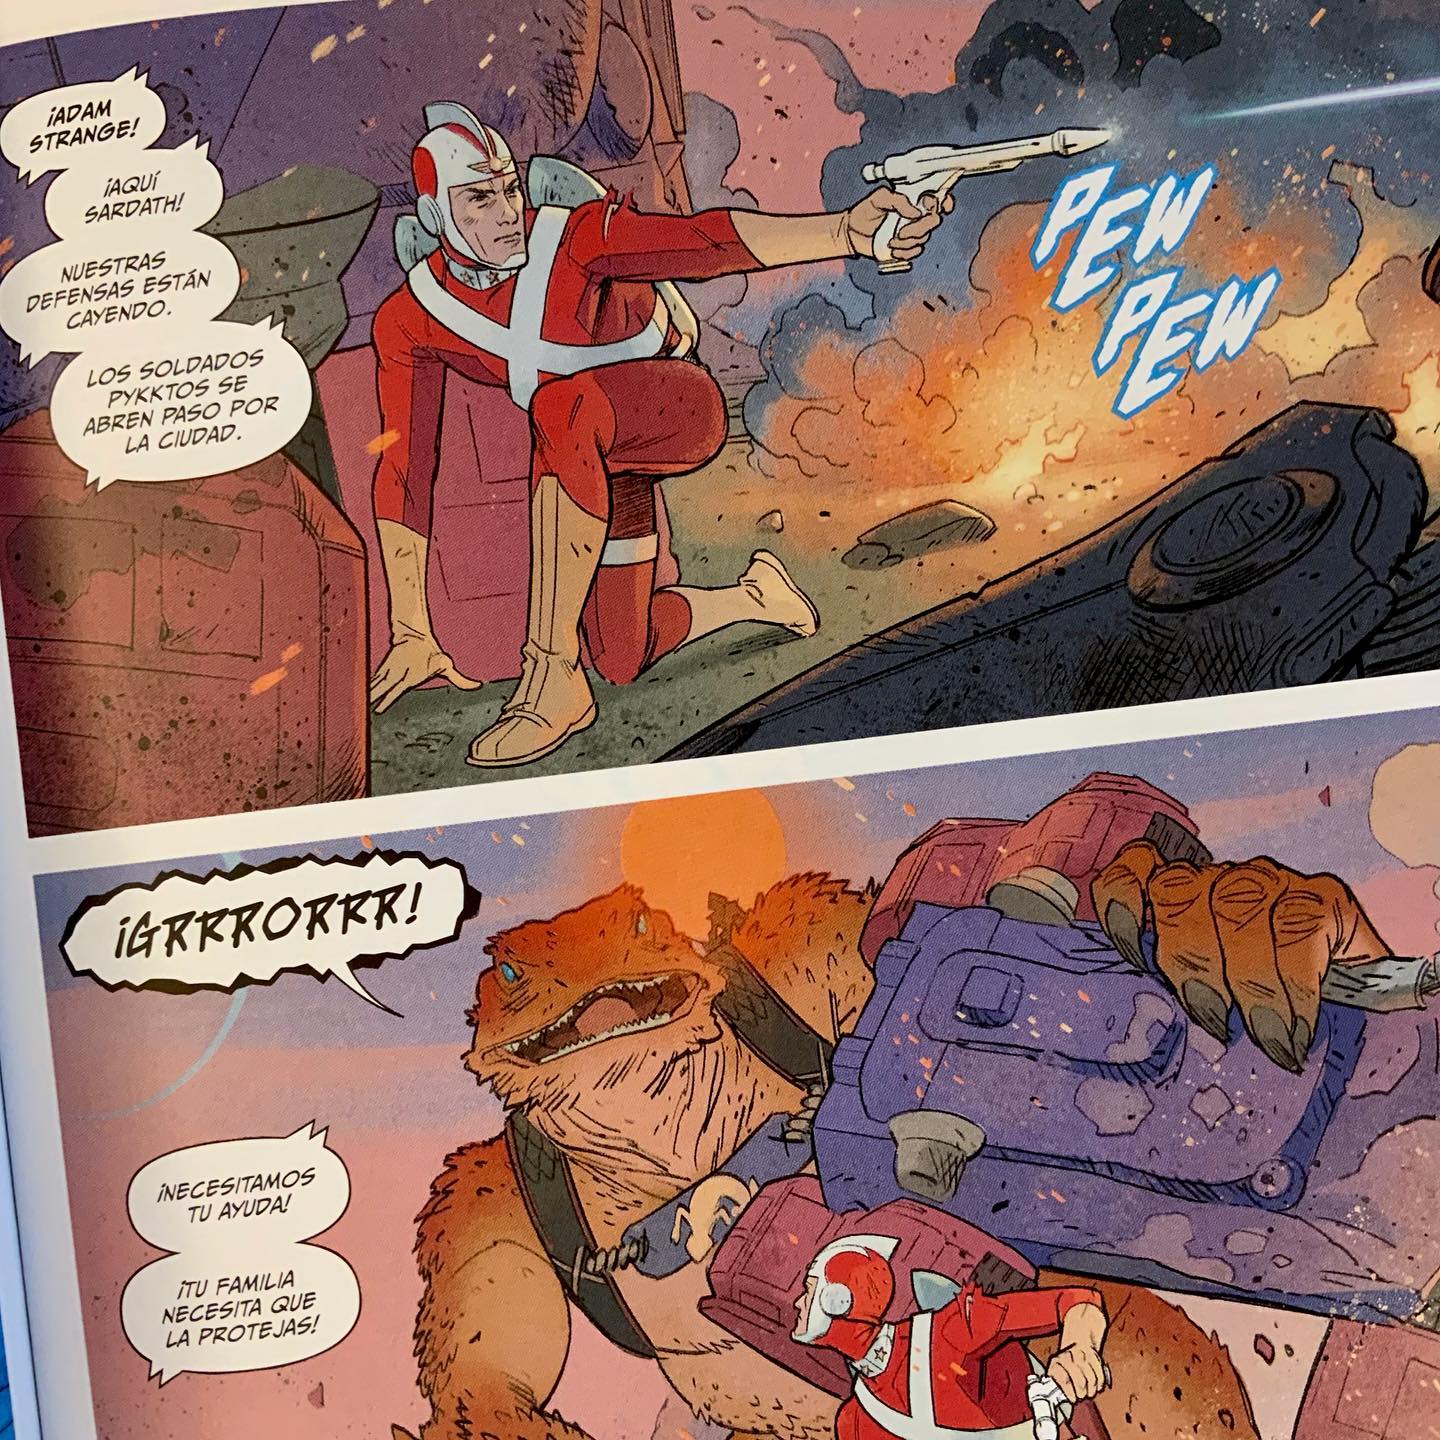 ¡ADAM
STRANGE!
¡AQUÍ
SARDATH!
NUESTRAS
DEFENSAS ESTÁN
CAYENDO.
LOS SOLDADOS
PYKKTOS SE
ABREN PASO POR
LA CIUDAD.
PEW
PEW
¡GRRRORRR!
¡NECESITAMOS
TU AYUDA!
¡TU FAMILIA
NECESITA QUE
LA PROTEJAS!